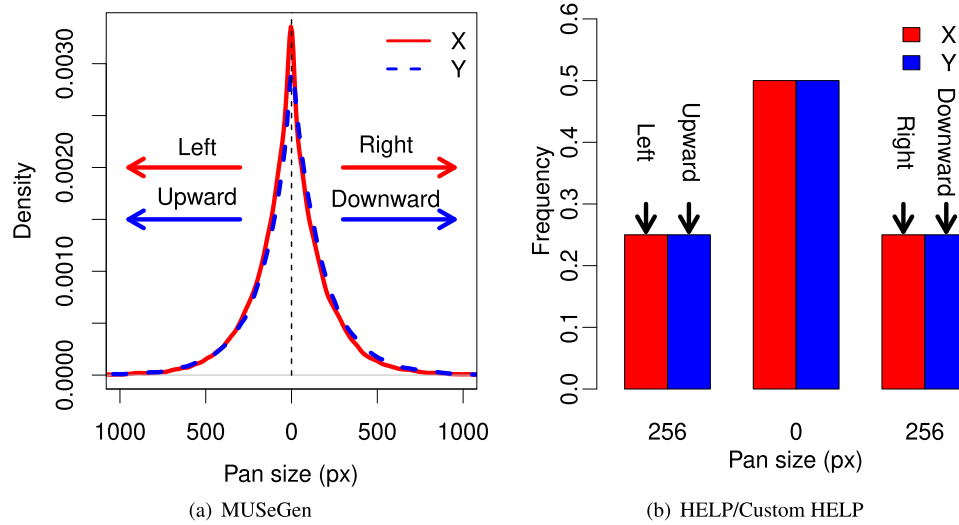 X
Y
Left
Right
Upward
Downward
Density
0.0000
0.0010
0.0020
0.0030
1000 500 0 500 1000
Pan size (px)
(a) MUSeGen
X
Y
Left
Upward
Right
Downward
Frequency
0.0 0.1 0.2 0.3 0.4 0.5 0.6
256 0 256
Pan size (px)
(b) HELP/Custom HELP